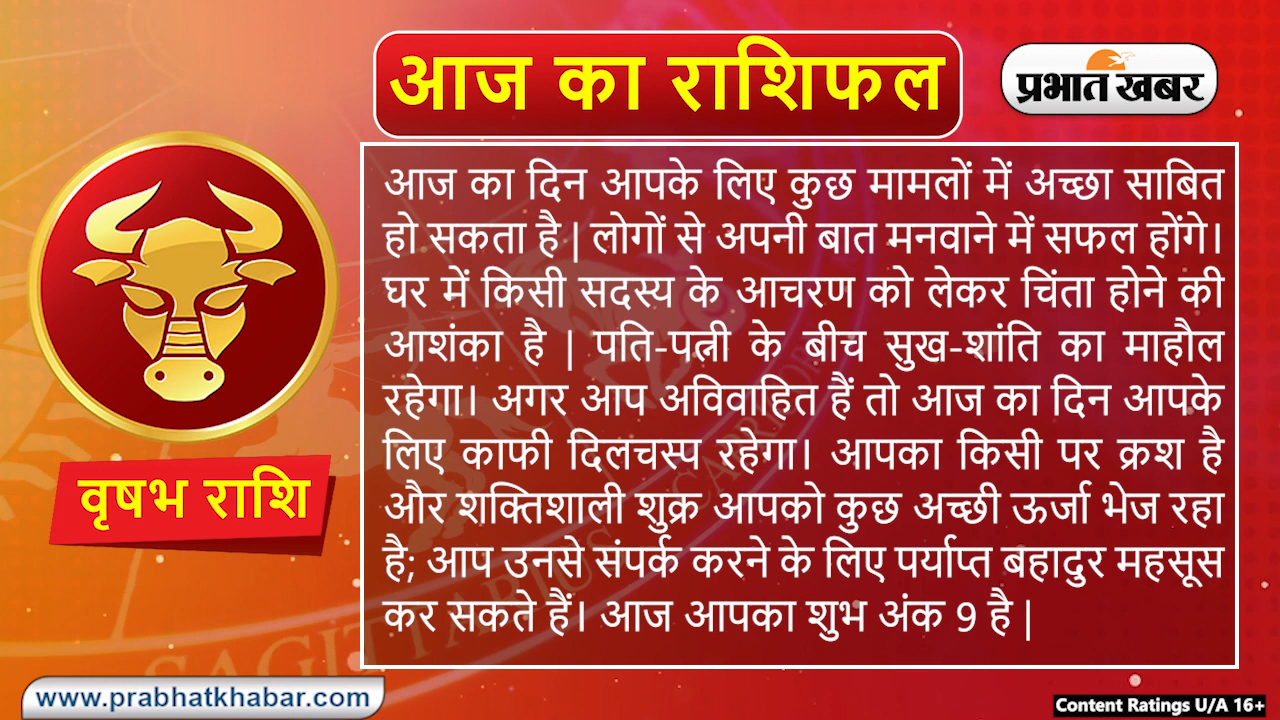 आज का राशिफल
प्रभात खबर
आज का दिन आपके लिए कुछ मामलों में अच्छा साबित
हो सकता है | लोगों से अपनी बात मनवाने में सफल होंगे।
घर में किसी सदस्य के आचरण को लेकर चिंता होने की
आशंका है | पति-पत्नी के बीच सुख-शांति का माहौल
रहेगा। अगर आप अविवाहित हैं तो आज का दिन आपके
लिए काफी दिलचस्प रहेगा। आपका किसी पर क्रश है
और शक्तिशाली शुक्र आपको कुछ अच्छी ऊर्जा भेज रहा
है; आप उनसे संपर्क करने के लिए पर्याप्त बहादुर महसूस
कर सकते हैं। आज आपका शुभ अंक 9 है |
वृषभ राशि
SAGITTARIUS
www.prabhatkhabar.com
Content Ratings U/A 16+